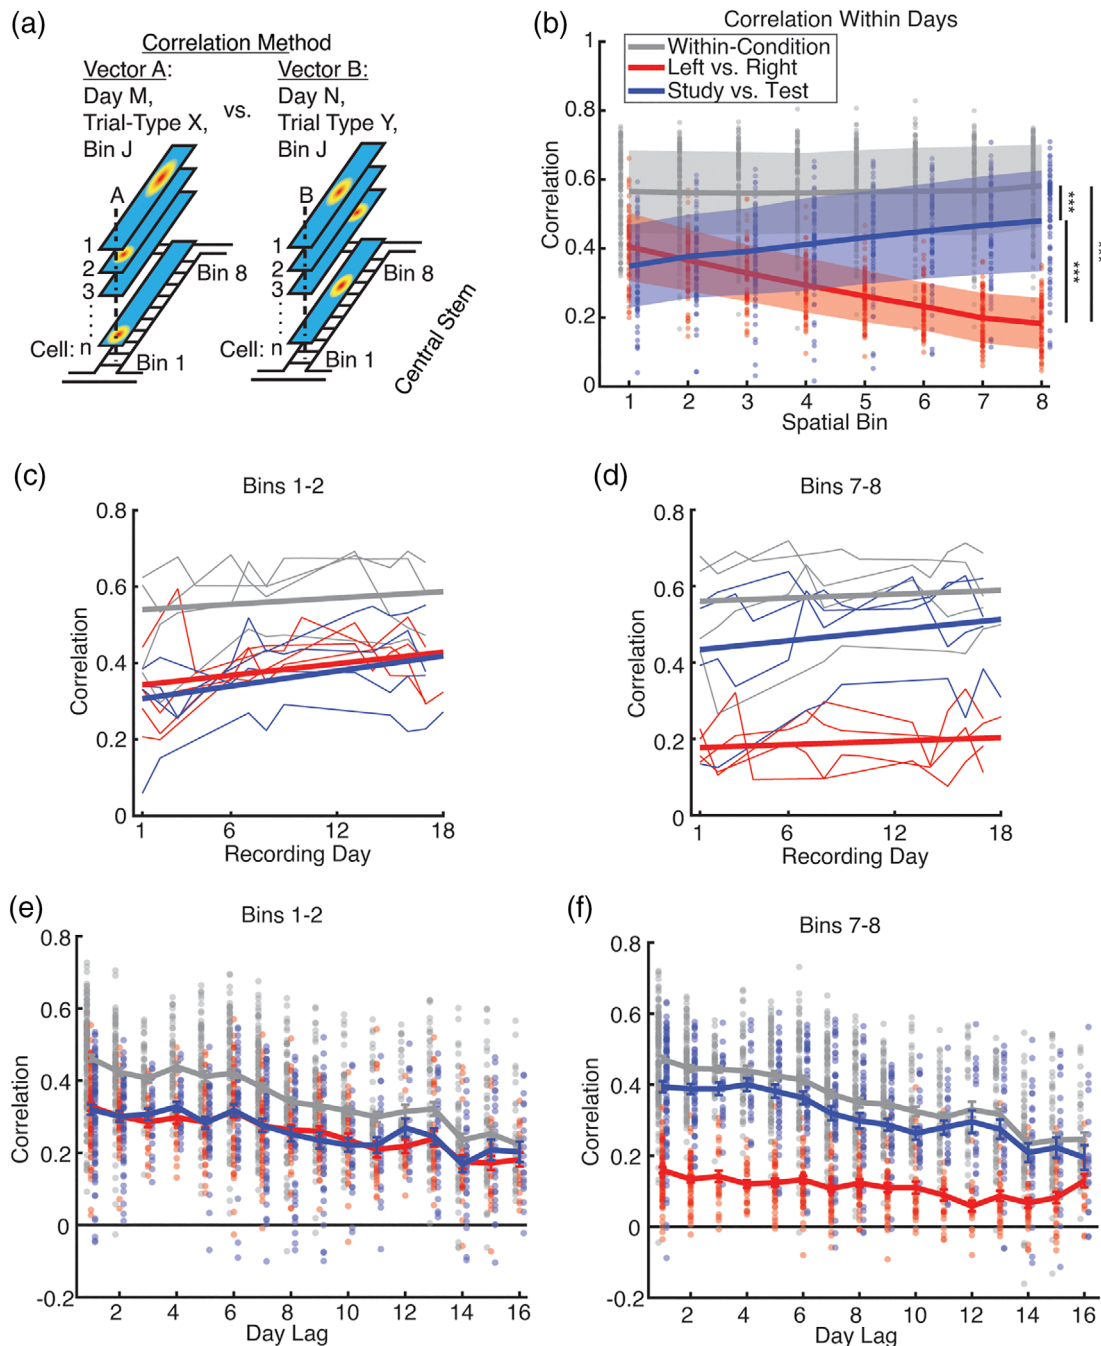 (a)
Correlation Method
Vector A:
Day M,
Trial-Type X,
Bin J
vs.
Vector B:
Day N,
Trial Type Y,
Bin J
A
1
2
3
Cell: n
Bin 8
Bin 1
B
1
2
3
Cell: n
Bin 8
Bin 1
Central Stem
(b)
Correlation Within Days
Within-Condition
Left vs. Right
Study vs. Test
Correlation
1
0.8
0.6
0.4
0.2
0
1 2 3 4 5 6 7 8
Spatial Bin
***
***
***
(c)
Bins 1-2
Correlation
0.8
0.6
0.4
0.2
0
1 6 12 18
Recording Day
(d)
Bins 7-8
Correlation
0.8
0.6
0.4
0.2
0
1 6 12 18
Recording Day
(e)
Bins 1-2
Correlation
0.8
0.6
0.4
0.2
0
-0.2
2 4 6 8 10 12 14 16
Day Lag
(f)
Bins 7-8
Correlation
0.8
0.6
0.4
0.2
0
-0.2
2 4 6 8 10 12 14 16
Day Lag